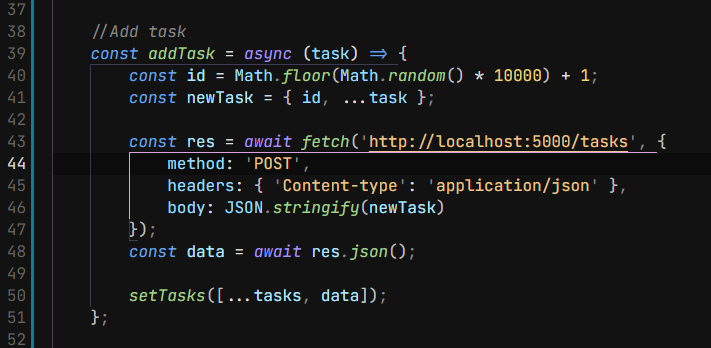 37
38 //Add task
39 const addTask = async (task) => {
40 const id = Math.floor(Math.random() * 10000) + 1;
41 const newTask = { id, ...task };
42
43 const res = await fetch('http://localhost:5000/tasks', {
44 method: 'POST',
45 headers: { 'Content-type': 'application/json' },
46 body: JSON.stringify(newTask)
47 });
48 const data = await res.json();
49
50 setTasks([...tasks, data]);
51 };
52